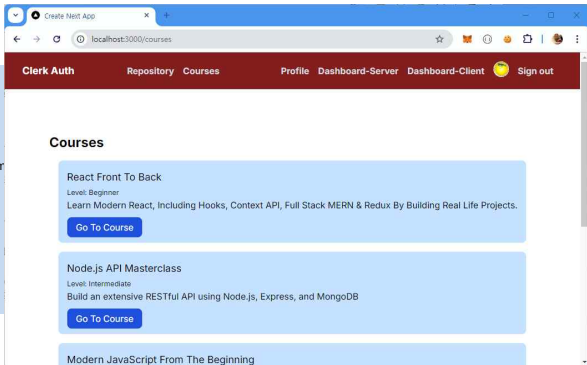 Create Next App
localhost:3000/courses
Clerk Auth Repository Courses Profile Dashboard-Server Dashboard-Client Sign out
Courses
React Front To Back
Level: Beginner
Learn Modern React, Including Hooks, Context API, Full Stack MERN & Redux By Building Real Life Projects.
Go To Course
Node.js API Masterclass
Level: Intermediate
Build an extensive RESTful API using Node.js, Express, and MongoDB
Go To Course
Modern JavaScript From The Beginning